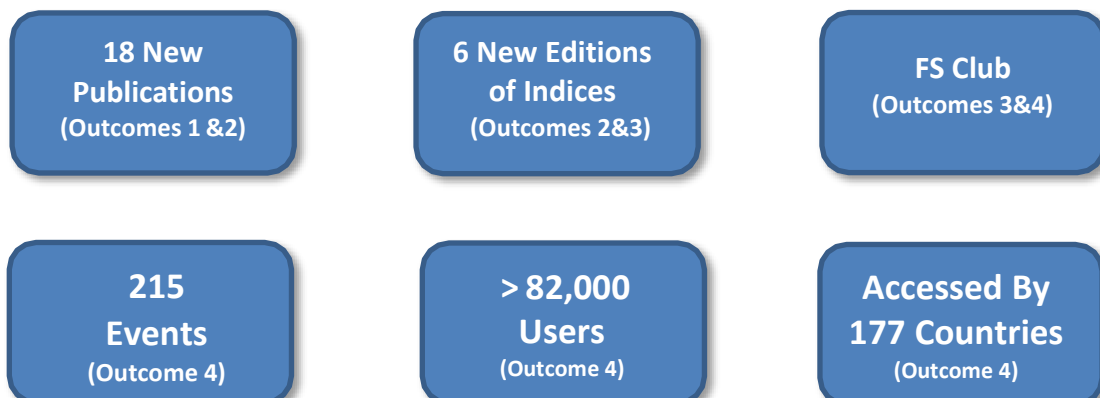 18 New
Publications
(Outcomes 1 &2)
6 New Editions
of Indices
(Outcomes 2&3)
FS Club
(Outcomes 3&4)
215
Events
(Outcome 4)
> 82,000
Users
(Outcome 4)
Accessed By
177 Countries
(Outcome 4)